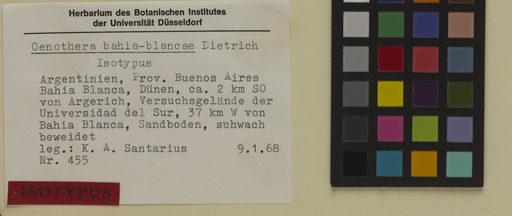 Herbarium des Botanischen Institutes
der Universität Düsseldorf
Oenothera bahia-blancae Dietrich
Isotypus
Argentinien, Prov. Buenos Aires
Bahia Blanca, Dünen, ca. 2 km SO
von Argerich, Versuchsgelände der
Universidad del Sur, 37 km W von
Bahia Blanca, Sandboden, schwach
beweidet
leg.: K. A. Santarius 9.1.68
Nr. 455
ISOTYPUS